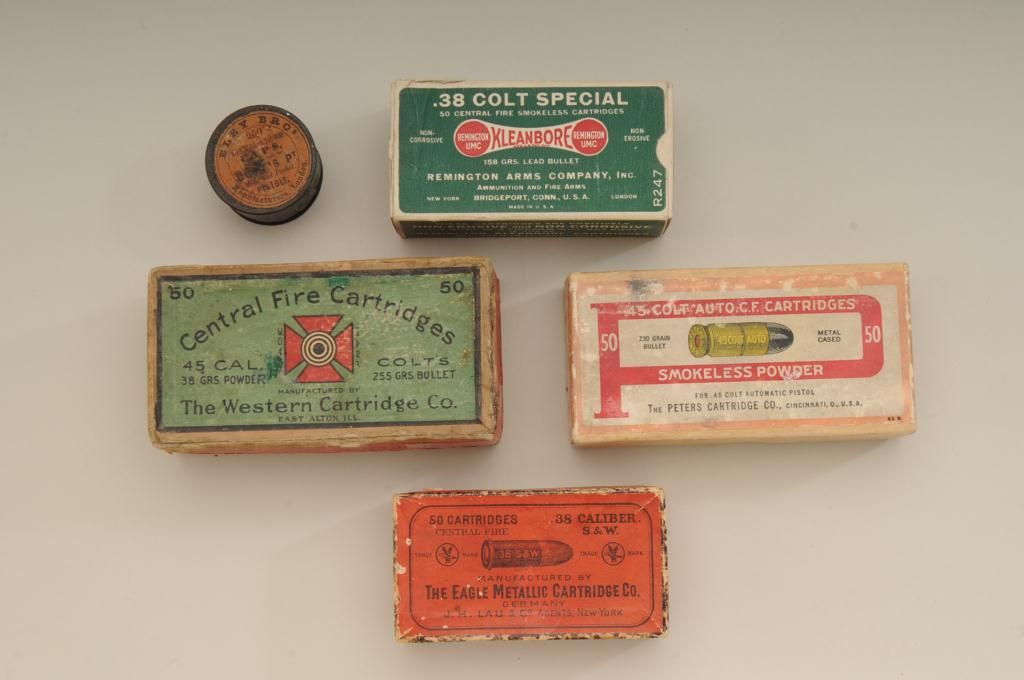 ELEY BROS
PISTOLS.
Manufacturers, London.
.38 COLT SPECIAL
50 CENTRAL FIRE SMOKELESS CARTRIDGES
NON-CORROSIVE
REMINGTON UMC
KLEANBORE
REMINGTON UMC
NON-EROSIVE
158 GRS. LEAD BULLET
REMINGTON ARMS COMPANY, INC.
AMMUNITION AND FIRE ARMS
NEW YORK BRIDGEPORT, CONN., U.S.A. LONDON
MADE IN U.S.A.
R247
50 50
Central Fire Cartridges
45 CAL. COLTS
38 GRS POWDER 255 GRS BULLET
MANUFACTURED BY
The Western Cartridge Co.
EAST ALTON, ILL.
45 COLT AUTO. C.F. CARTRIDGES
50 50
230 GRAIN BULLET
45 COLT AUTO
METAL CASED
SMOKELESS POWDER
FOR .45 COLT AUTOMATIC PISTOL
THE PETERS CARTRIDGE CO., CINCINNATI, O., U.S.A.
50 CARTRIDGES .38 CALIBER.
CENTRAL-FIRE S.&W.
TRADE MARK .38 S&W TRADE MARK
MANUFACTURED BY
THE EAGLE METALLIC CARTRIDGE CO.
GERMANY
J. H. LAU & CO. AGENTS, NEW-YORK